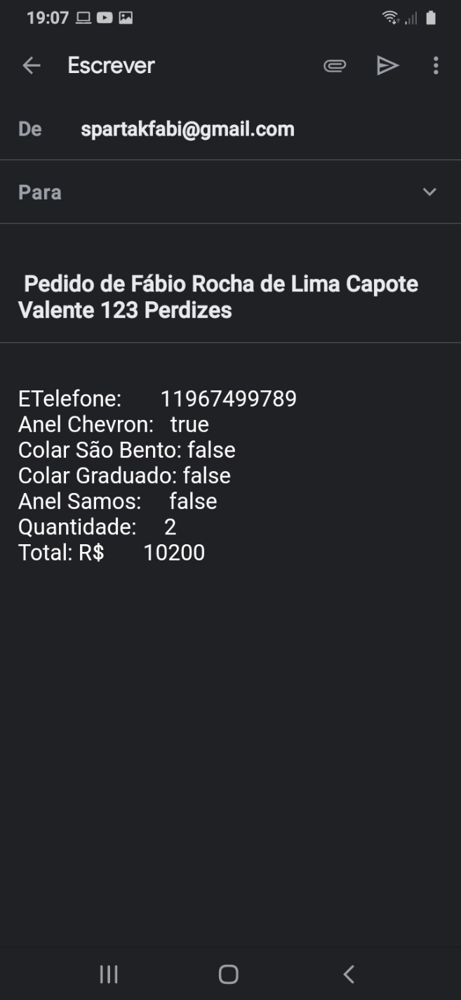 19:07
Escrever
De spartakfabi@gmail.com
Para
Pedido de Fábio Rocha de Lima Capote
Valente 123 Perdizes
ETelefone: 11967499789
Anel Chevron: true
Colar São Bento: false
Colar Graduado: false
Anel Samos: false
Quantidade: 2
Total: R$ 10200